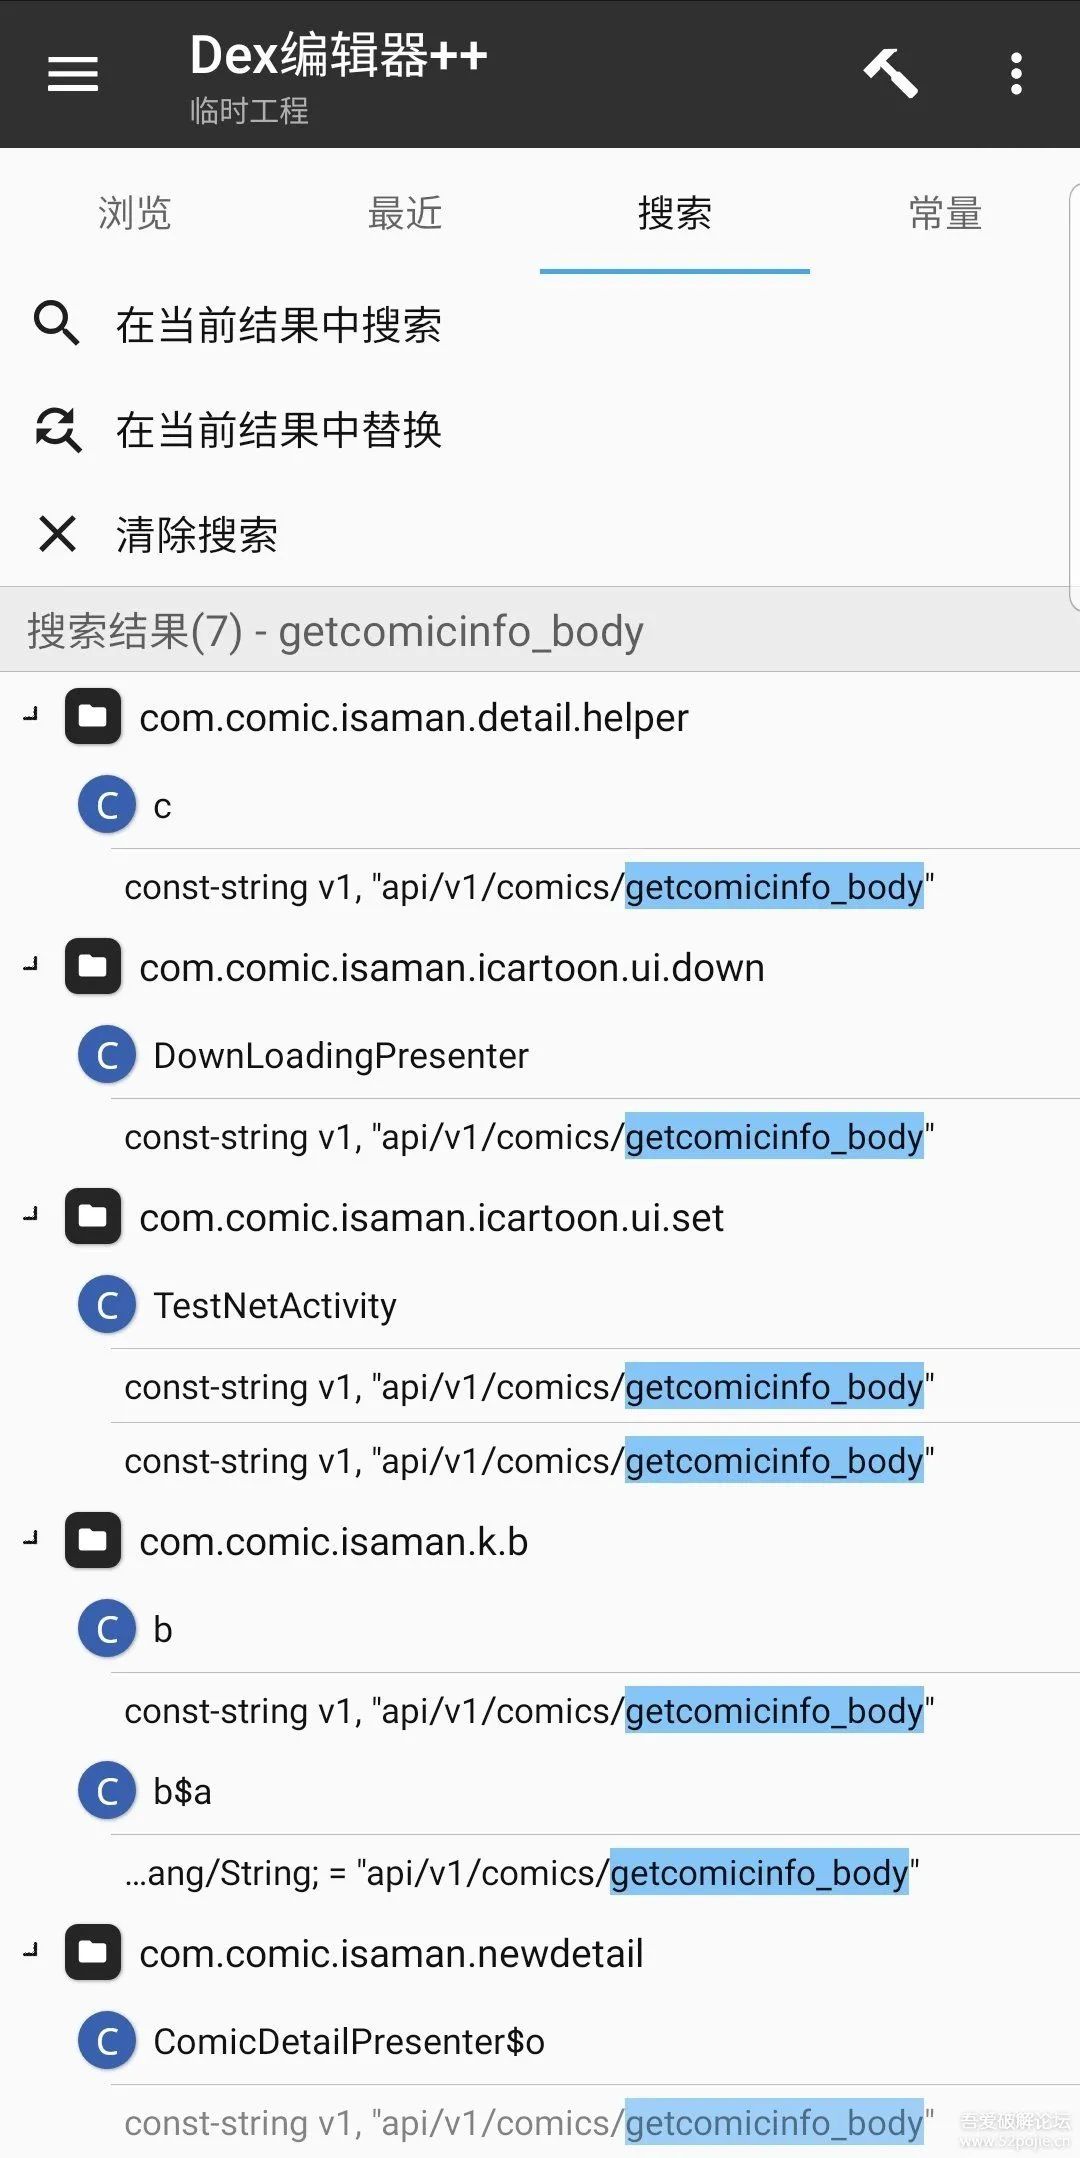 Dex编辑器++
临时工程
浏览 最近 搜索 常量
在当前结果中搜索
在当前结果中替换
清除搜索
搜索结果(7) - getcomicinfo_body
com.comic.isaman.detail.helper
C c
const-string v1, "api/v1/comics/getcomicinfo_body"
com.comic.isaman.icartoon.ui.down
C DownLoadingPresenter
const-string v1, "api/v1/comics/getcomicinfo_body"
com.comic.isaman.icartoon.ui.set
C TestNetActivity
const-string v1, "api/v1/comics/getcomicinfo_body"
const-string v1, "api/v1/comics/getcomicinfo_body"
com.comic.isaman.k.b
C b
const-string v1, "api/v1/comics/getcomicinfo_body"
C b$a
...ang/String; = "api/v1/comics/getcomicinfo_body"
com.comic.isaman.newdetail
C ComicDetailPresenter$o
const-string v1, "api/v1/comics/getcomicinfo_body"
吾爱破解论坛
www.52pojie.cn